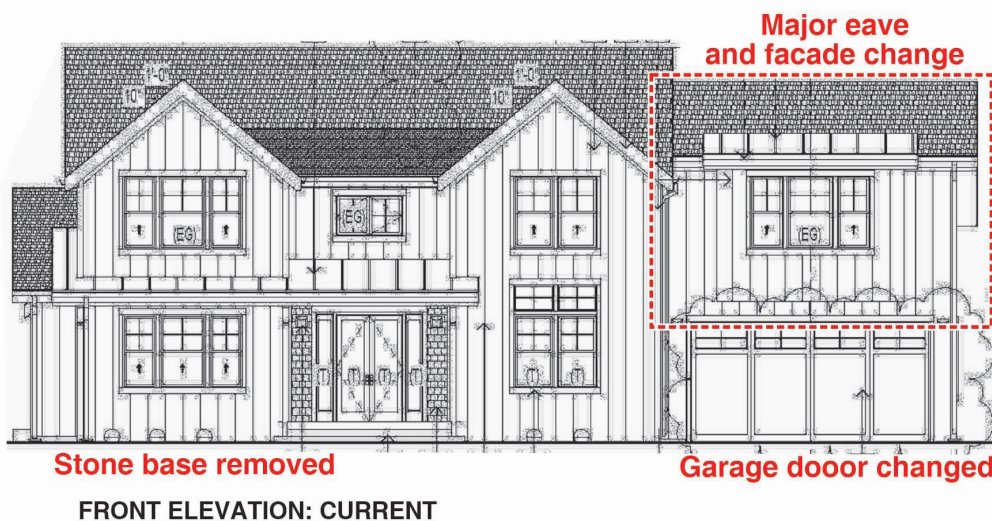 Major eave
and facade change
1'-0"
1'-0"
10"
10"
(EG)
(EG)
(EG)
Stone base removed
Garage dooor changed
FRONT ELEVATION: CURRENT